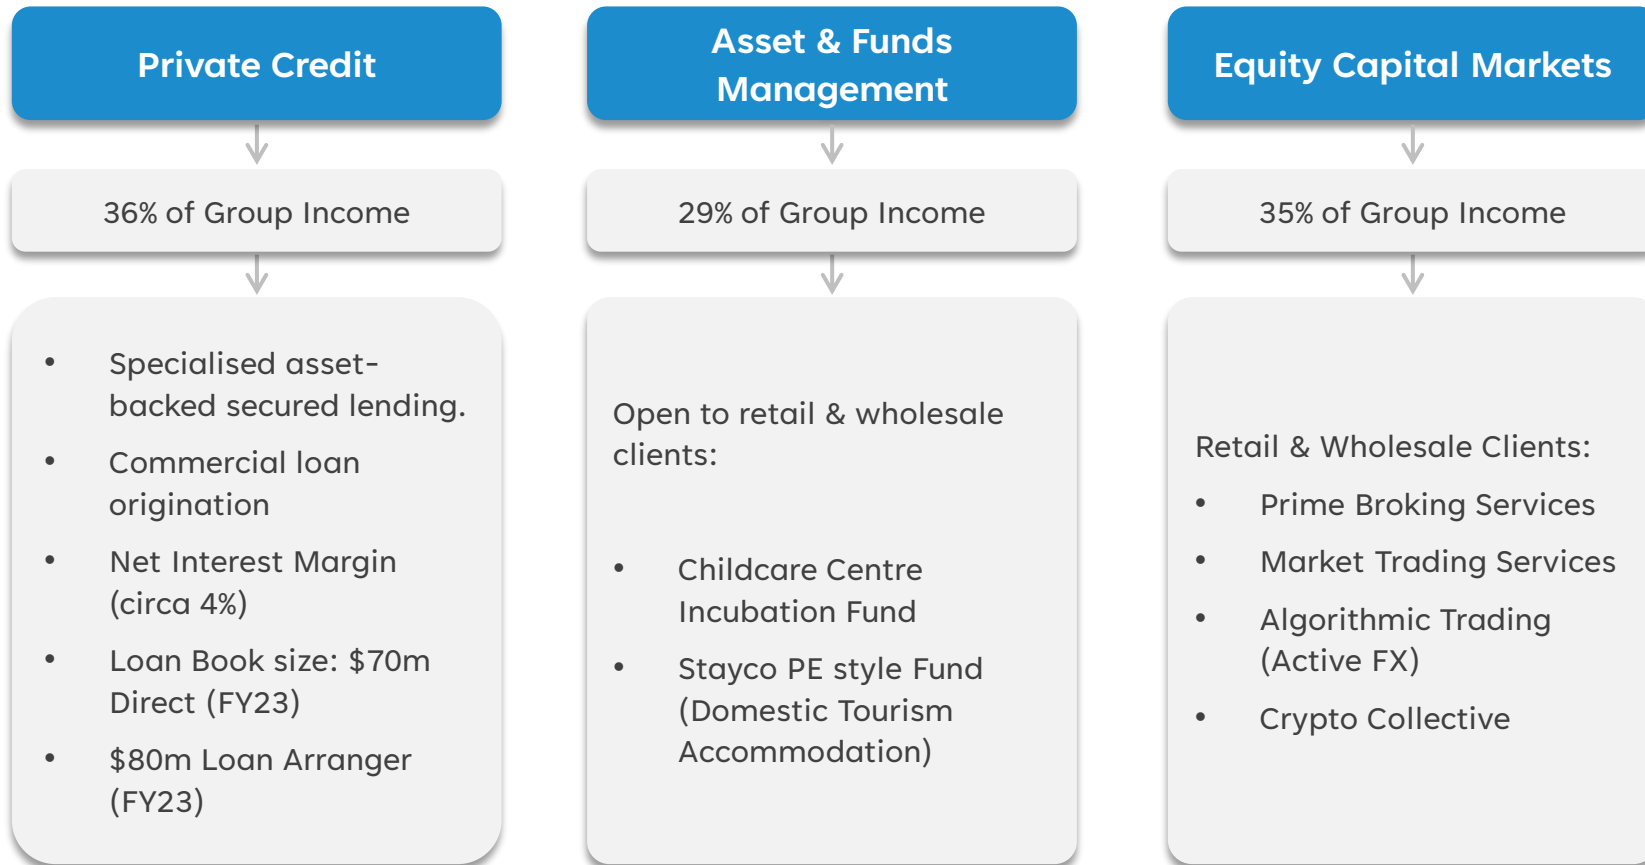 Private Credit
36% of Group Income
• Specialised asset-
backed secured lending.
• Commercial loan
origination
• Net Interest Margin
(circa 4%)
• Loan Book size: $70m
Direct (FY23)
• $80m Loan Arranger
(FY23)
Asset & Funds
Management
29% of Group Income
Open to retail & wholesale
clients:
• Childcare Centre
Incubation Fund
• Stayco PE style Fund
(Domestic Tourism
Accommodation)
Equity Capital Markets
35% of Group Income
Retail & Wholesale Clients:
• Prime Broking Services
• Market Trading Services
• Algorithmic Trading
(Active FX)
• Crypto Collective